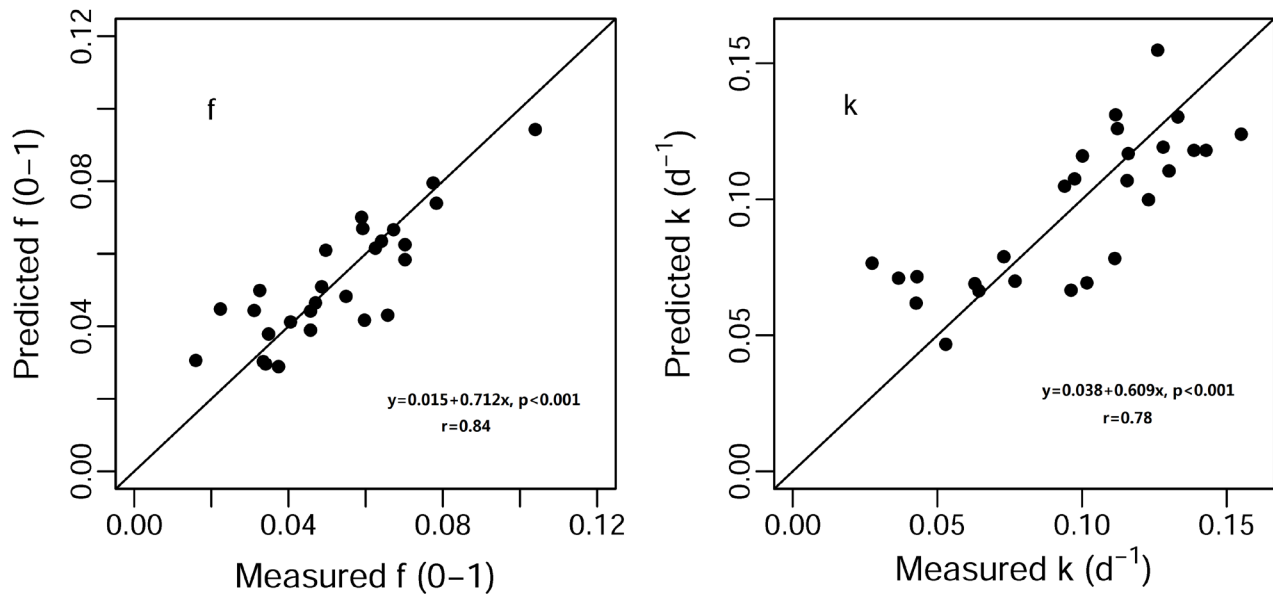 Predicted f (0−1)
0.12
0.08
0.04
0.00
f
y=0.015+0.712x, p<0.001
r=0.84
0.00 0.04 0.08 0.12
Measured f (0−1)
Predicted k (d⁻¹)
0.15
0.10
0.05
0.00
k
y=0.038+0.609x, p<0.001
r=0.78
0.00 0.05 0.10 0.15
Measured k (d⁻¹)